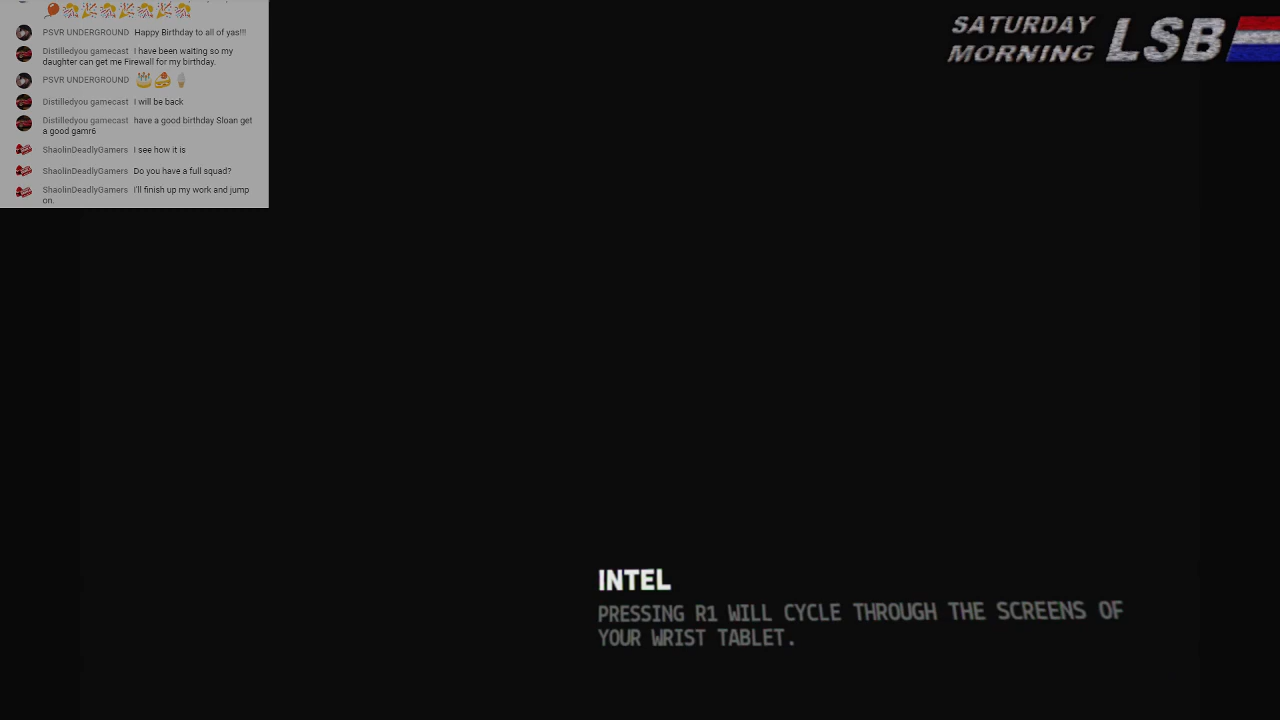 PSVR UNDERGROUND Happy Birthday to all of yas!!!
Distilledyou gamecast I have been waiting so my
daughter can get me Firewall for my birthday.
PSVR UNDERGROUND 🎂🍰🍦
Distilledyou gamecast I will be back
Distilledyou gamecast have a good birthday Sloan get
a good gamr6
ShaolinDeadlyGamers I see how it is
ShaolinDeadlyGamers Do you have a full squad?
ShaolinDeadlyGamers I'll finish up my work and jump
on.
SATURDAY
MORNING
LSB
INTEL
PRESSING R1 WILL CYCLE THROUGH THE SCREENS OF
YOUR WRIST TABLET.